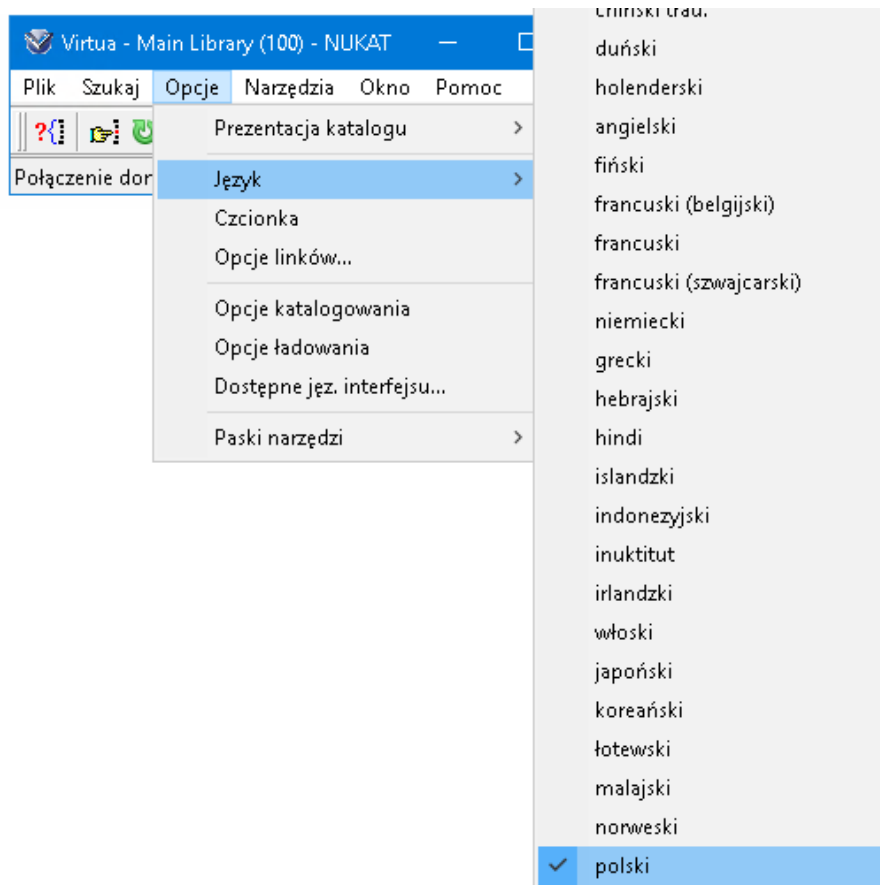 Virtua - Main Library (100) - NUKAT
Plik Szukaj Opcje Narzędzia Okno Pomoc
Połączenie dor
Prezentacja katalogu
Język
Czcionka
Opcje linków...
Opcje katalogowania
Opcje ładowania
Dostępne jęz. interfejsu...
Paski narzędzi
chiński trad.
duński
holenderski
angielski
fiński
francuski (belgijski)
francuski
francuski (szwajcarski)
niemiecki
grecki
hebrajski
hindi
islandzki
indonezyjski
inuktitut
irlandzki
włoski
japoński
koreański
łotewski
malajski
norweski
polski